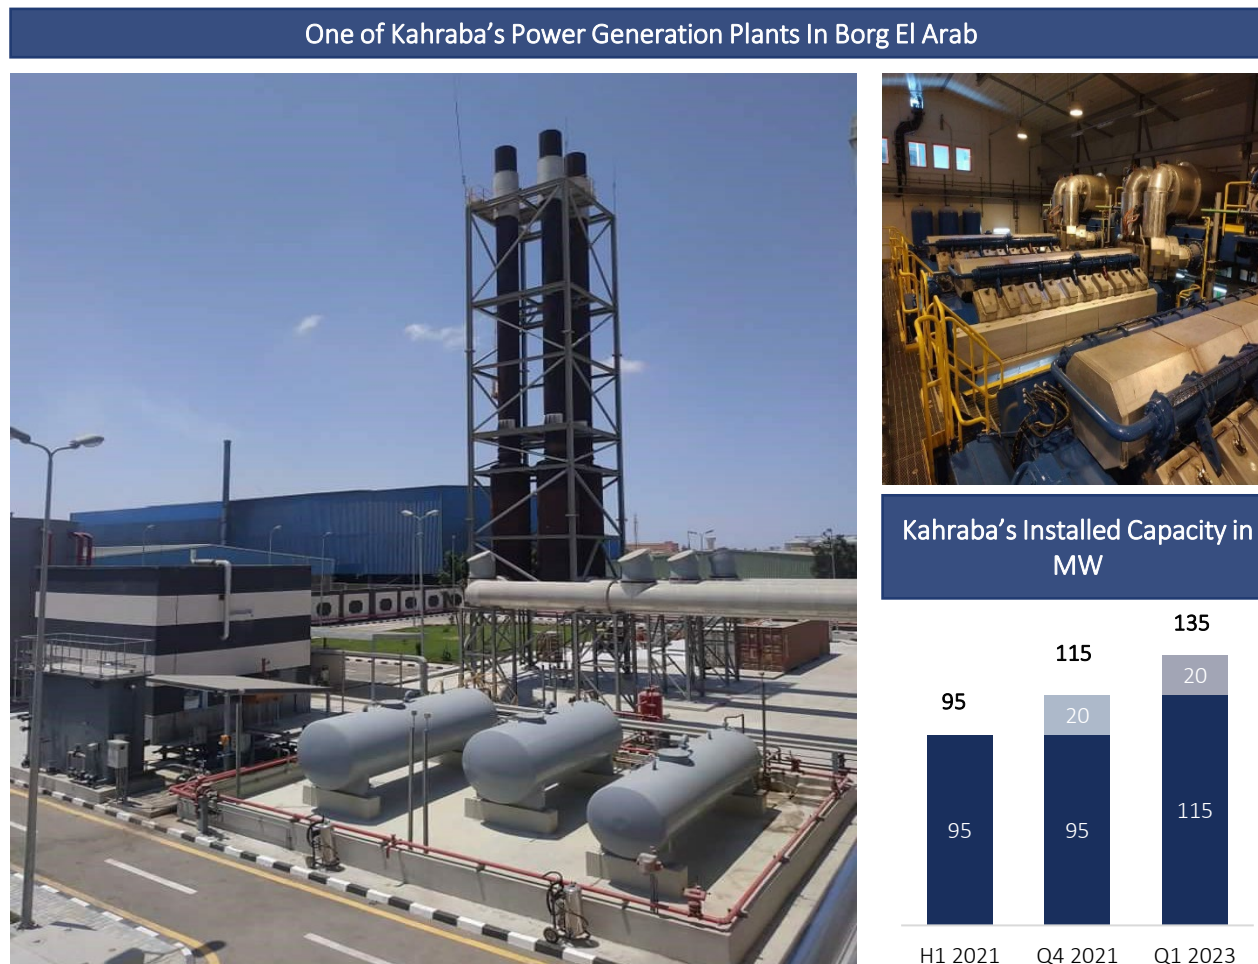 One of Kahraba's Power Generation Plants In Borg El Arab
Kahraba's Installed Capacity in
MW
135
115
95
20
20
95
95
115
H1 2021
Q4 2021
Q1 2023